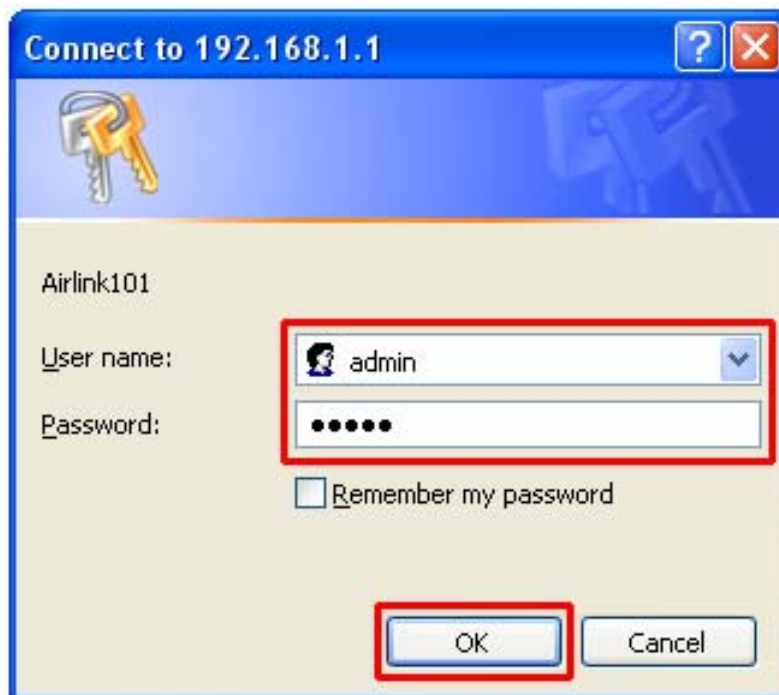 Connect to 192.168.1.1
Airlink101
User name:
admin
Password:
•••••
Remember my password
OK
Cancel